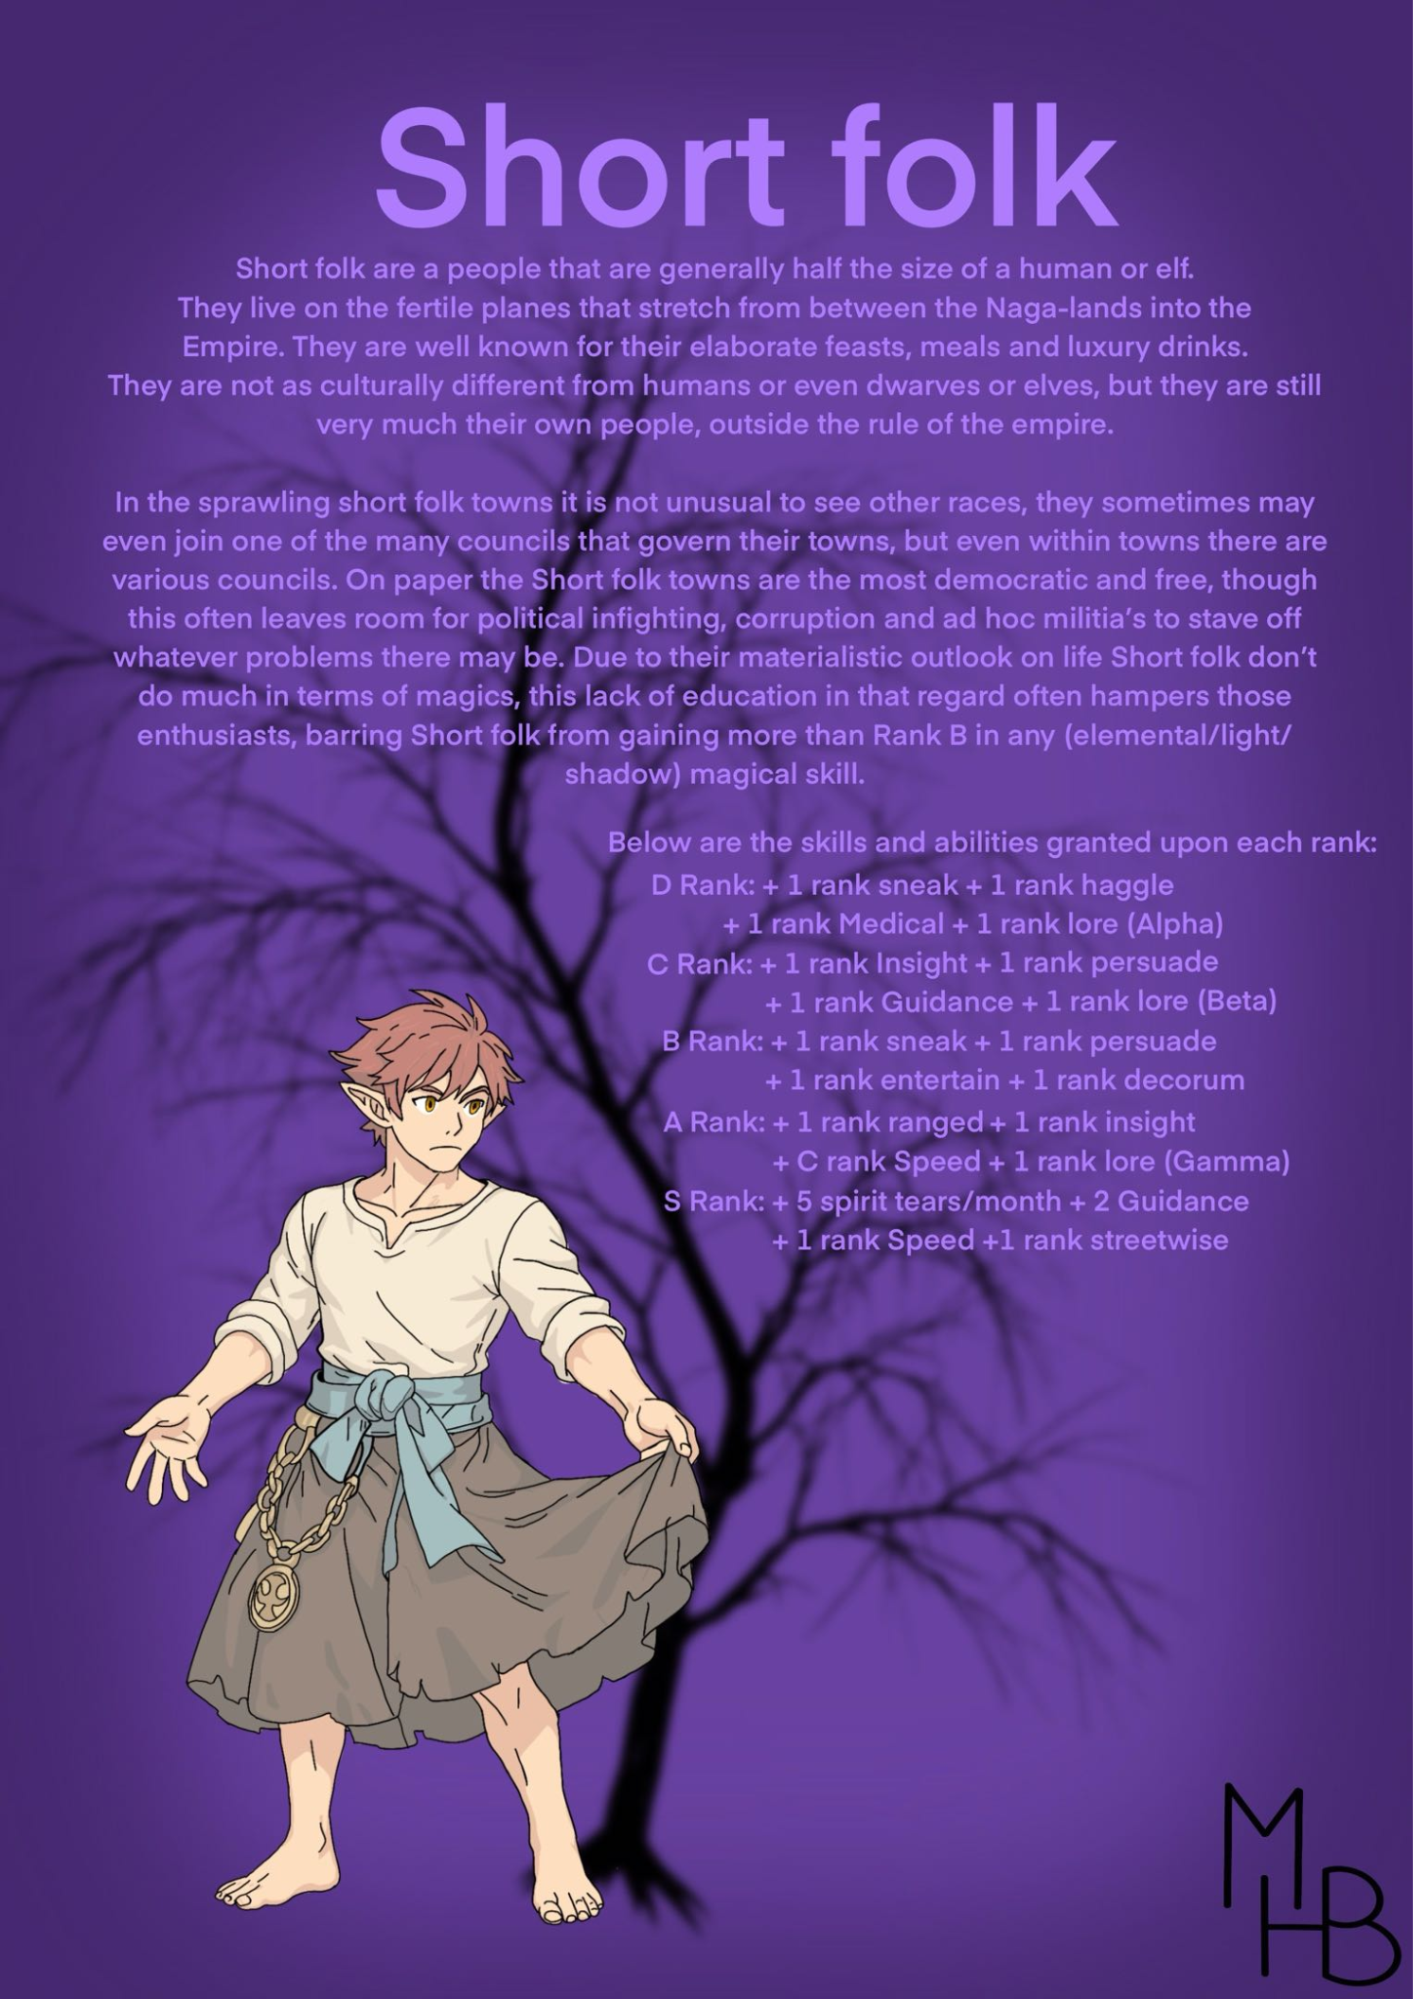 Short folk
Short folk are a people that are generally half the size of a human or elf.
They live on the fertile planes that stretch from between the Naga-lands into the
Empire. They are well known for their elaborate feasts, meals and luxury drinks.
They are not as culturally different from humans or even dwarves or elves, but they are still
very much their own people, outside the rule of the empire.
In the sprawling short folk towns it is not unusual to see other races, they sometimes may
even join one of the many councils that govern their towns, but even within towns there are
various councils. On paper the Short folk towns are the most democratic and free, though
this often leaves room for political infighting, corruption and ad hoc militia’s to stave off
whatever problems there may be. Due to their materialistic outlook on life Short folk don’t
do much in terms of magics, this lack of education in that regard often hampers those
enthusiasts, barring Short folk from gaining more than Rank B in any (elemental/light/
shadow) magical skill.
Below are the skills and abilities granted upon each rank:
D Rank: + 1 rank sneak + 1 rank haggle
+ 1 rank Medical + 1 rank lore (Alpha)
C Rank: + 1 rank Insight + 1 rank persuade
+ 1 rank Guidance + 1 rank lore (Beta)
B Rank: + 1 rank sneak + 1 rank persuade
+ 1 rank entertain + 1 rank decorum
A Rank: + 1 rank ranged + 1 rank insight
+ C rank Speed + 1 rank lore (Gamma)
S Rank: + 5 spirit tears/month + 2 Guidance
+ 1 rank Speed +1 rank streetwise
MHB